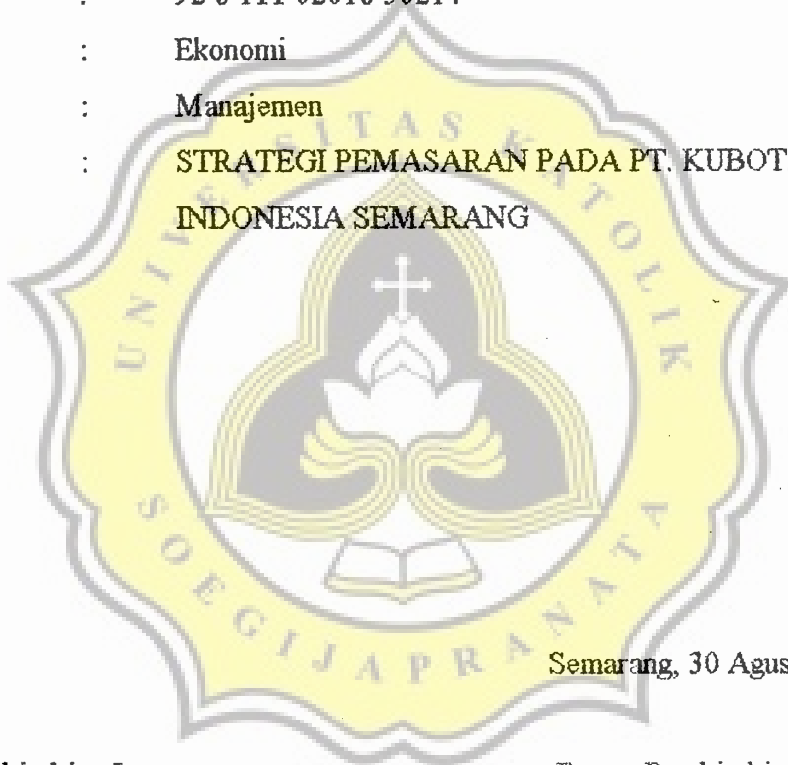 : Ekonomi
: Manajemen
: STRATEGI PEMASARAN PADA PT. KUBOT
INDONESIA SEMARANG
UNIVERSITAS KATOLIK
SOEGIJAPRANATA
Semarang, 30 Agus